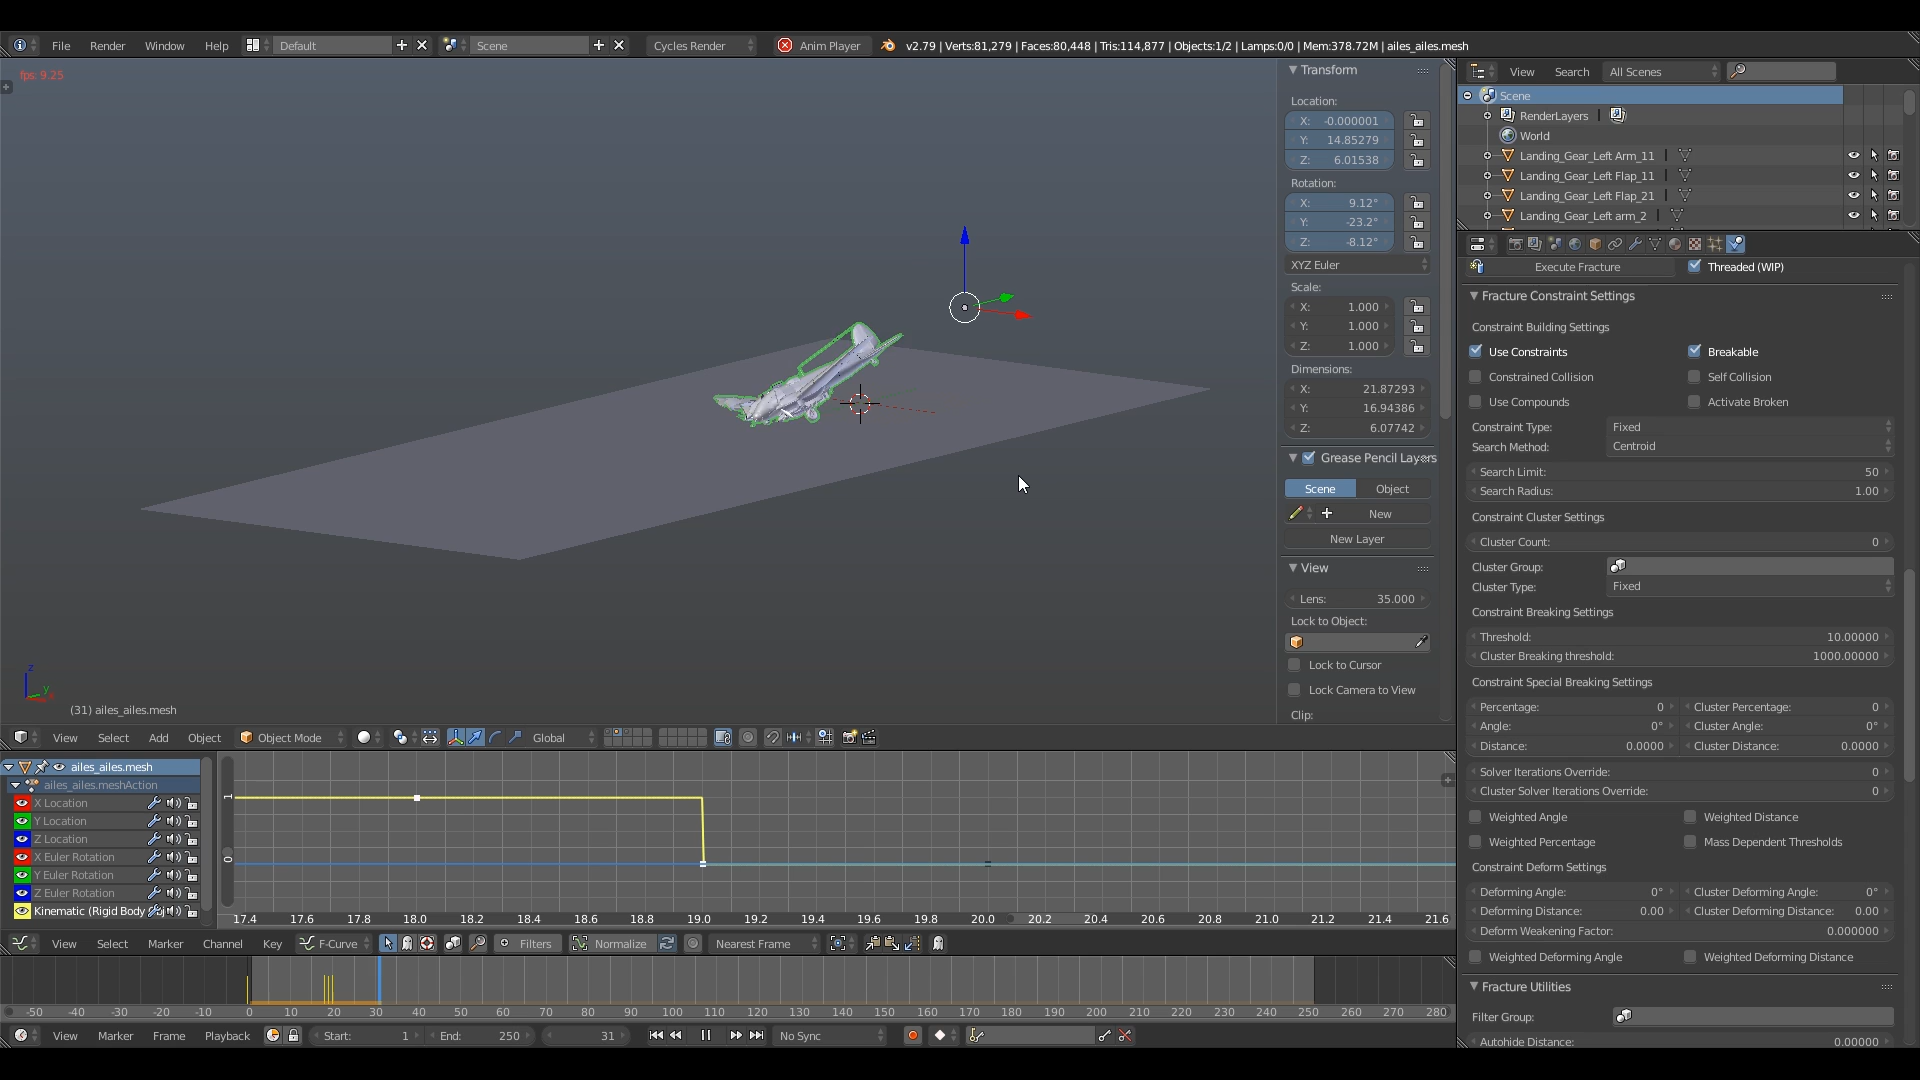 File Render Window Help Default Scene Cycles Render Anim Player v2.79 | Verts:81,279 | Faces:80,448 | Tris:114,877 | Objects:1/2 | Lamps:0/0 | Mem:378.72M | ailes_ailes.mesh
fps: 9.25
(31) ailes_ailes.mesh
z
y
View Select Add Object Object Mode Global
Transform
Location:
X: -0.000001
Y: 14.85279
Z: 6.01538
Rotation:
X: 9.12°
Y: -23.2°
Z: -8.12°
XYZ Euler
Scale:
X: 1.000
Y: 1.000
Z: 1.000
Dimensions:
X: 21.87293
Y: 16.94386
Z: 6.07742
Grease Pencil Layers
Scene Object
New
New Layer
View
Lens: 35.000
Lock to Object:
Lock to Cursor
Lock Camera to View
Clip:
View Search All Scenes
Scene
RenderLayers
World
Landing_Gear_Left Arm_11
Landing_Gear_Left Flap_11
Landing_Gear_Left Flap_21
Landing_Gear_Left arm_2
Execute Fracture Threaded (WIP)
Fracture Constraint Settings
Constraint Building Settings
Use Constraints Breakable
Constrained Collision Self Collision
Use Compounds Activate Broken
Constraint Type: Fixed
Search Method: Centroid
Search Limit: 50
Search Radius: 1.00
Constraint Cluster Settings
Cluster Count: 0
Cluster Group:
Cluster Type: Fixed
Constraint Breaking Settings
Threshold: 10.00000
Cluster Breaking threshold: 1000.00000
Constraint Special Breaking Settings
Percentage: 0 Cluster Percentage: 0
Angle: 0° Cluster Angle: 0°
Distance: 0.0000 Cluster Distance: 0.0000
Solver Iterations Override: 0
Cluster Solver Iterations Override: 0
Weighted Angle Weighted Distance
Weighted Percentage Mass Dependent Thresholds
Constraint Deform Settings
Deforming Angle: 0° Cluster Deforming Angle: 0°
Deforming Distance: 0.00 Cluster Deforming Distance: 0.00
Deform Weakening Factor: 0.000000
Weighted Deforming Angle Weighted Deforming Distance
Fracture Utilities
Filter Group:
Autohide Distance: 0.00000
ailes_ailes.mesh
ailes_ailes.meshAction
X Location
Y Location
Z Location
X Euler Rotation
Y Euler Rotation
Z Euler Rotation
Kinematic (Rigid Body
1
0
17.4 17.6 17.8 18.0 18.2 18.4 18.6 18.8 19.0 19.2 19.4 19.6 19.8 20.0 20.2 20.4 20.6 20.8 21.0 21.2 21.4 21.6
View Select Marker Channel Key F-Curve Filters Normalize Nearest Frame
-50 -40 -30 -20 -10 0 10 20 30 40 50 60 70 80 90 100 110 120 130 140 150 160 170 180 190 200 210 220 230 240 250 260 270 280
View Marker Frame Playback Start: 1 End: 250 31 No Sync